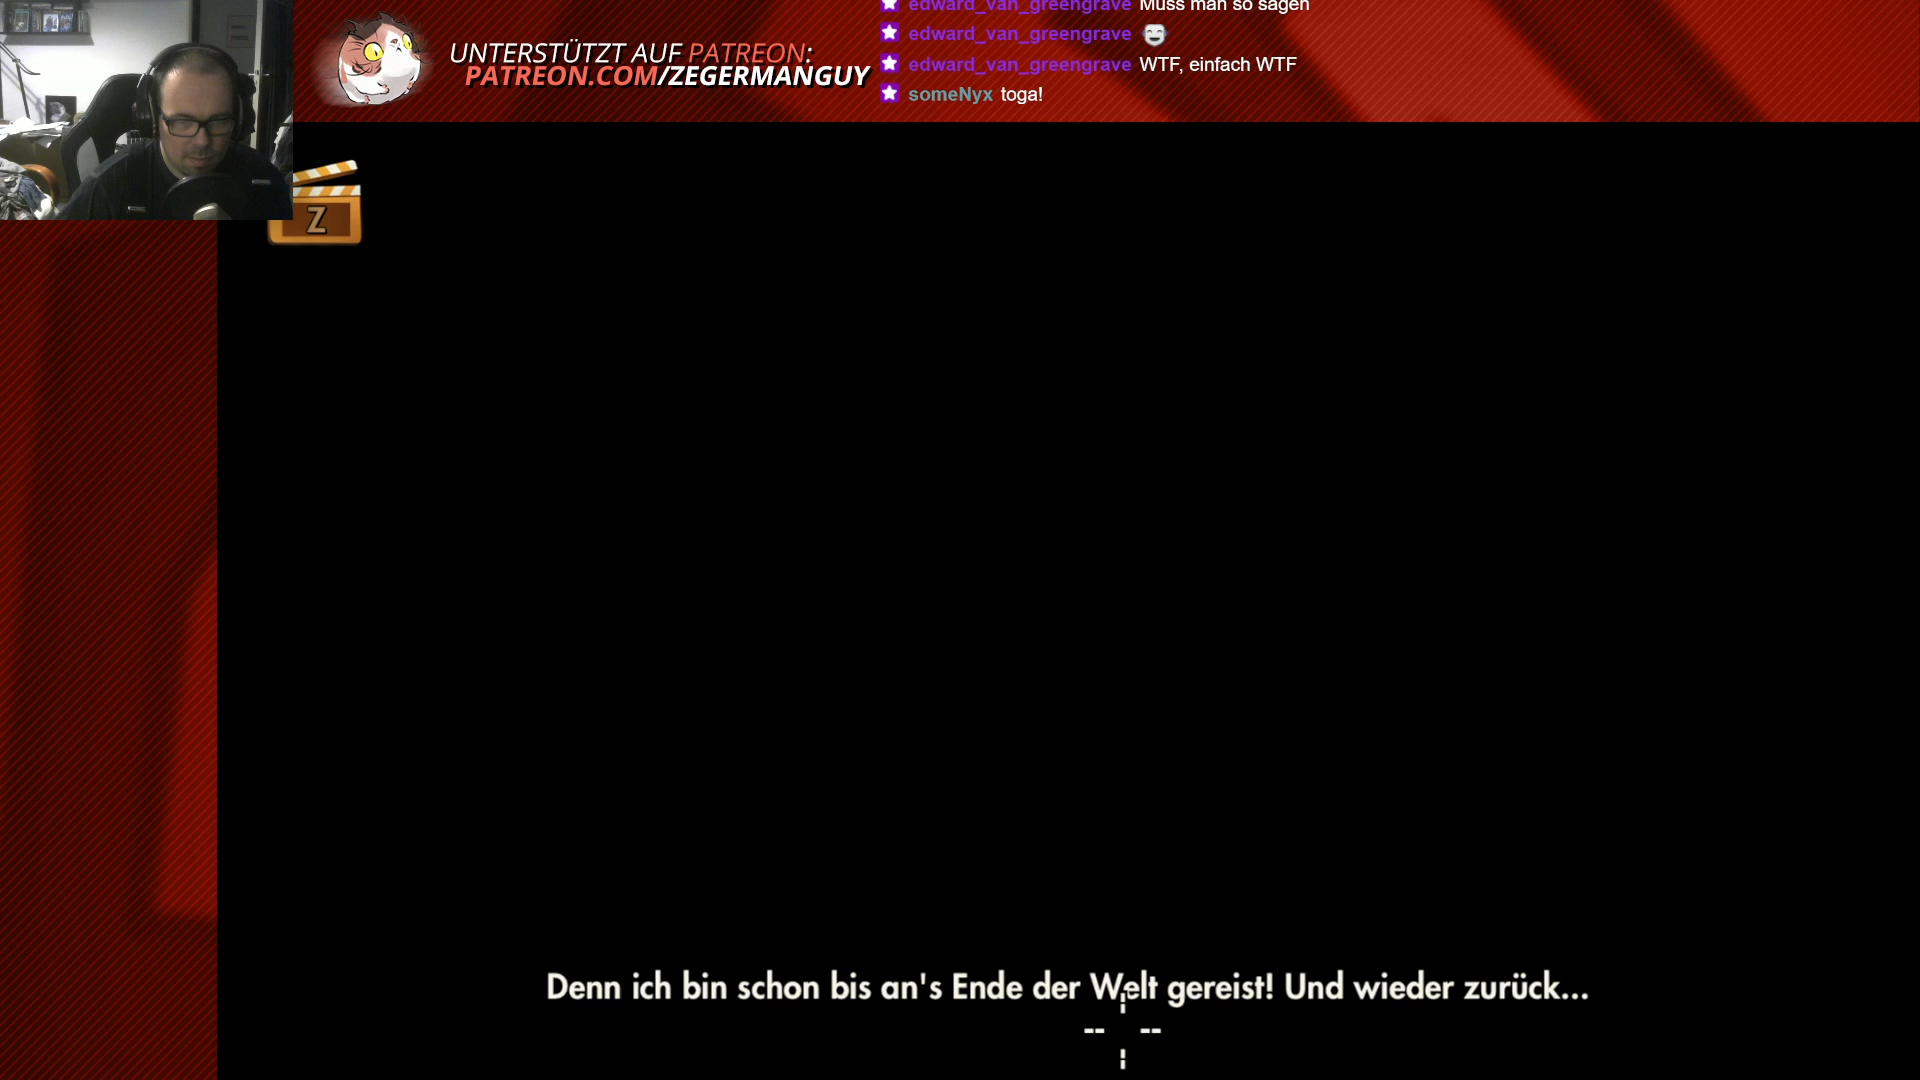 edward_van_greengrave Muss man so sagen
UNTERSTÜTZT AUF PATREON:
edward_van_greengrave
PATREON.COM/ZEGERMANGUY
edward_van_greengrave WTF, einfach WTF
someNyx toga!
Z
Denn ich bin schon bis an's Ende der Welt gereist! Und wieder zurück...